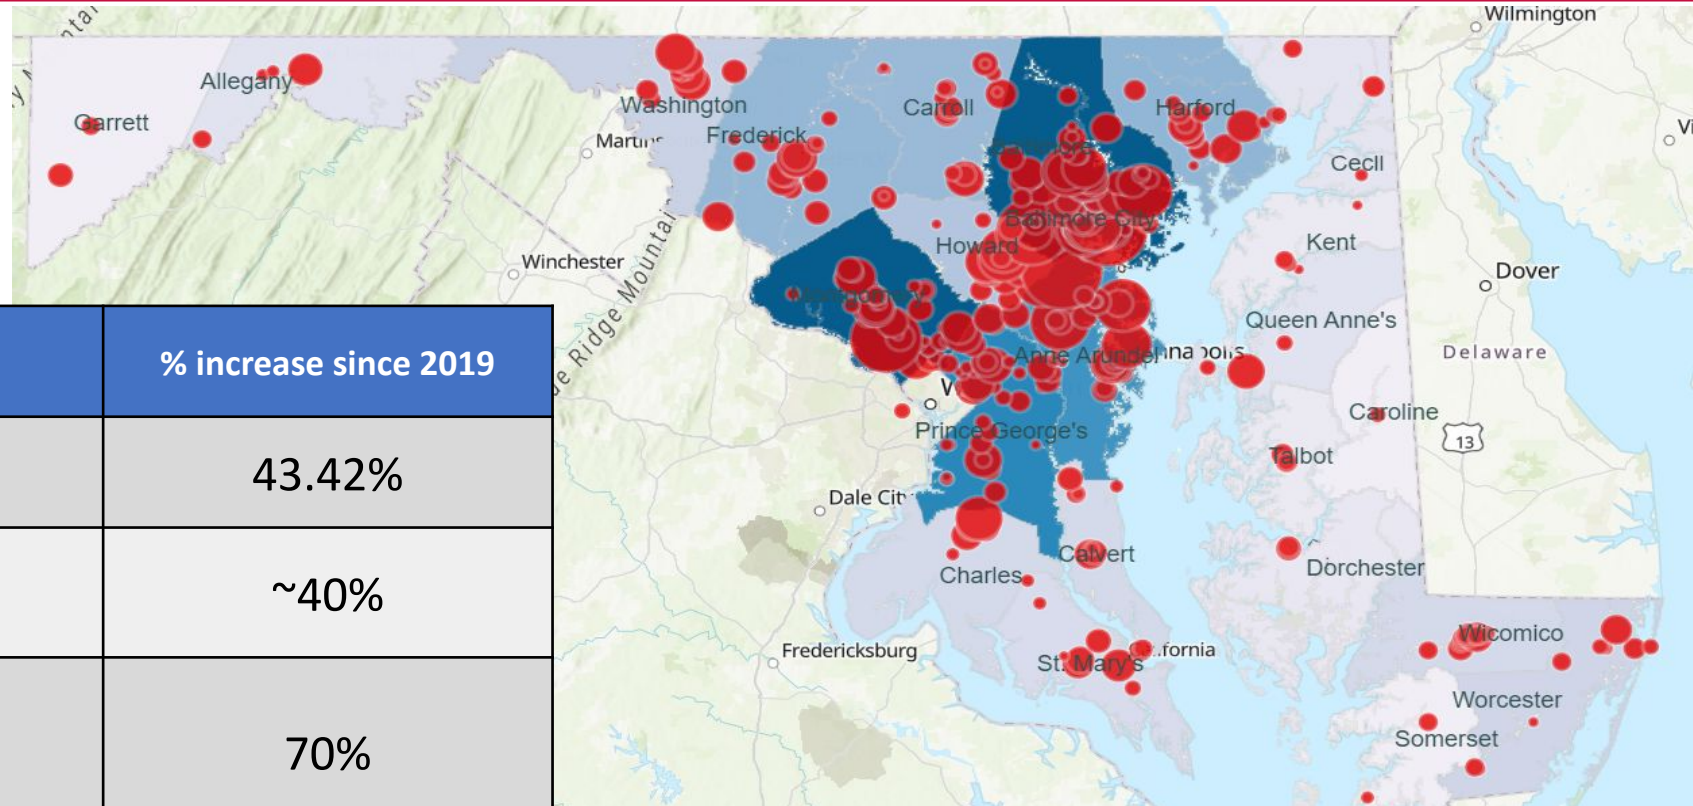 Wilmington
Allegany
Washington
Carroll
Harford
Garrett
Frederick
Cecil
Baltimore City
Kent
Howard
Winchester
Dover
Queen Anne's
% increase since 2019
Anne Arundel
Delaware
Caroline
Prince George's
13
Talbot
43.42%
Dale City
Calvert
Charles
Dorchester
~40%
Wicomico
Fredericksburg
St. Mary's
Worcester
Somerset
70%